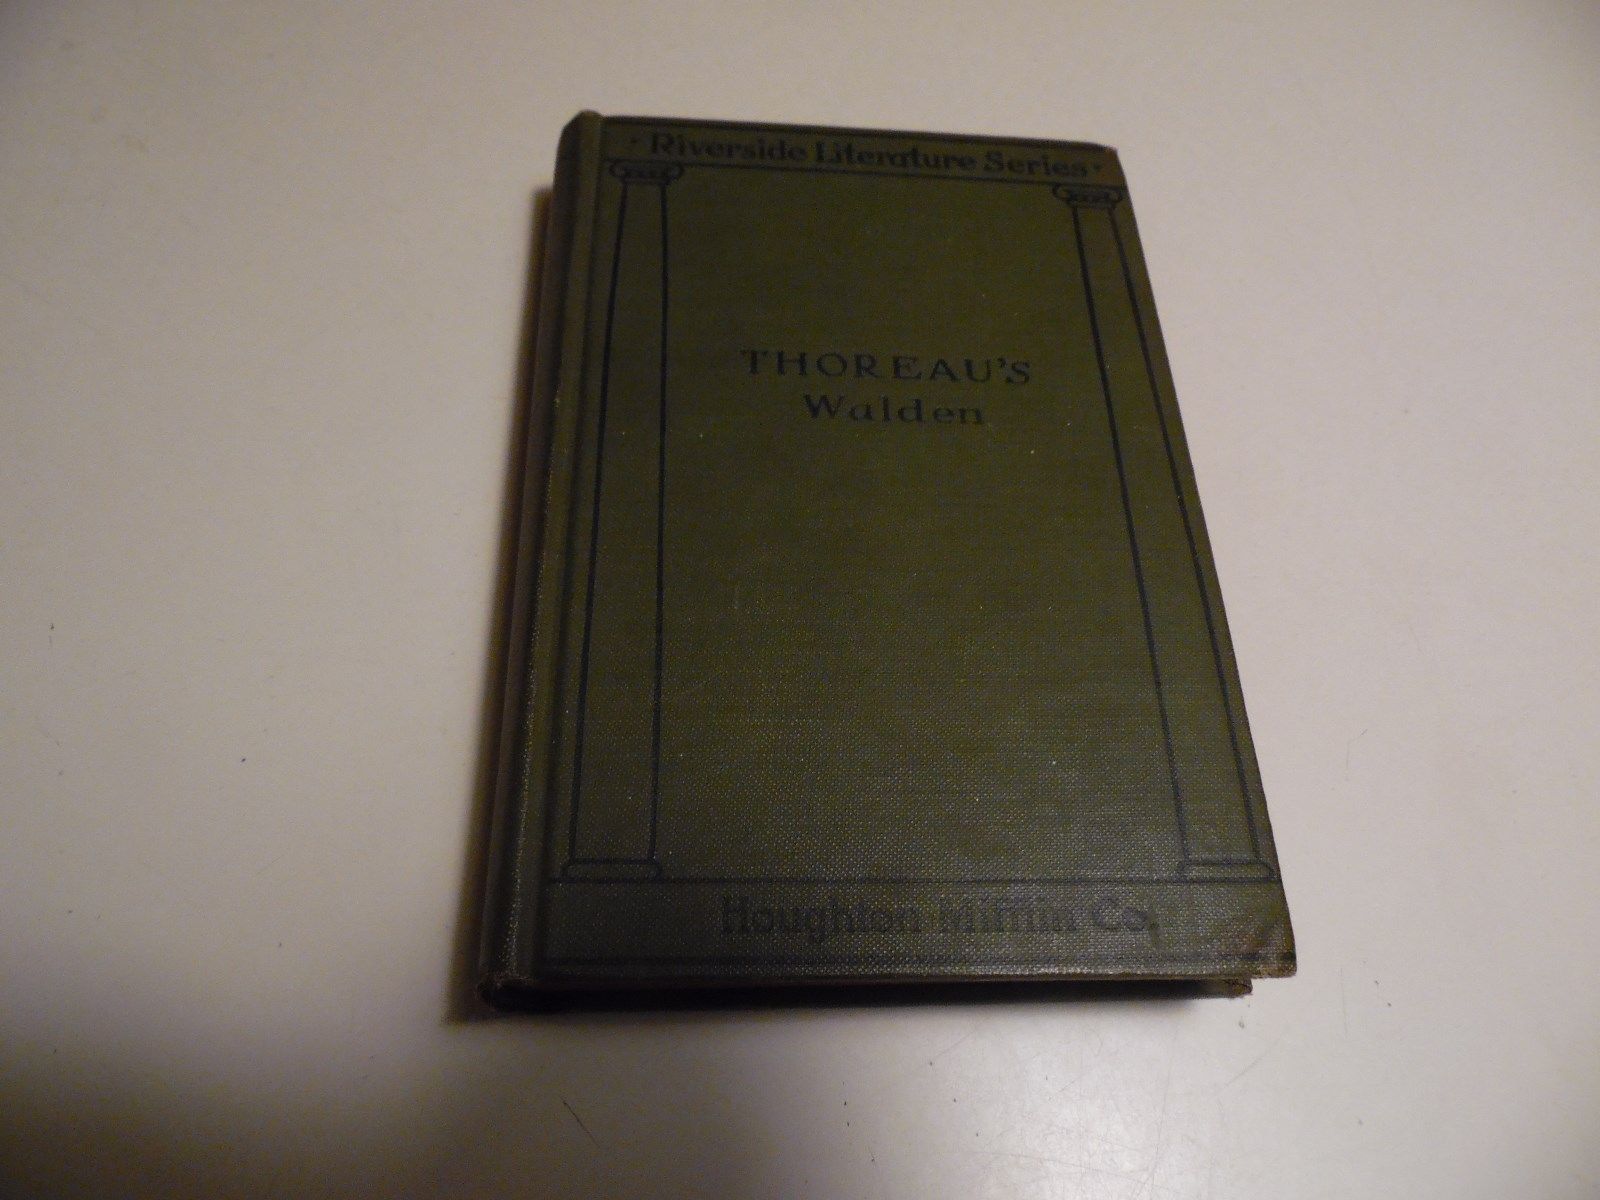 · Riverside Literature Series ·
THOREAU'S
Walden
Houghton Mifflin Co.